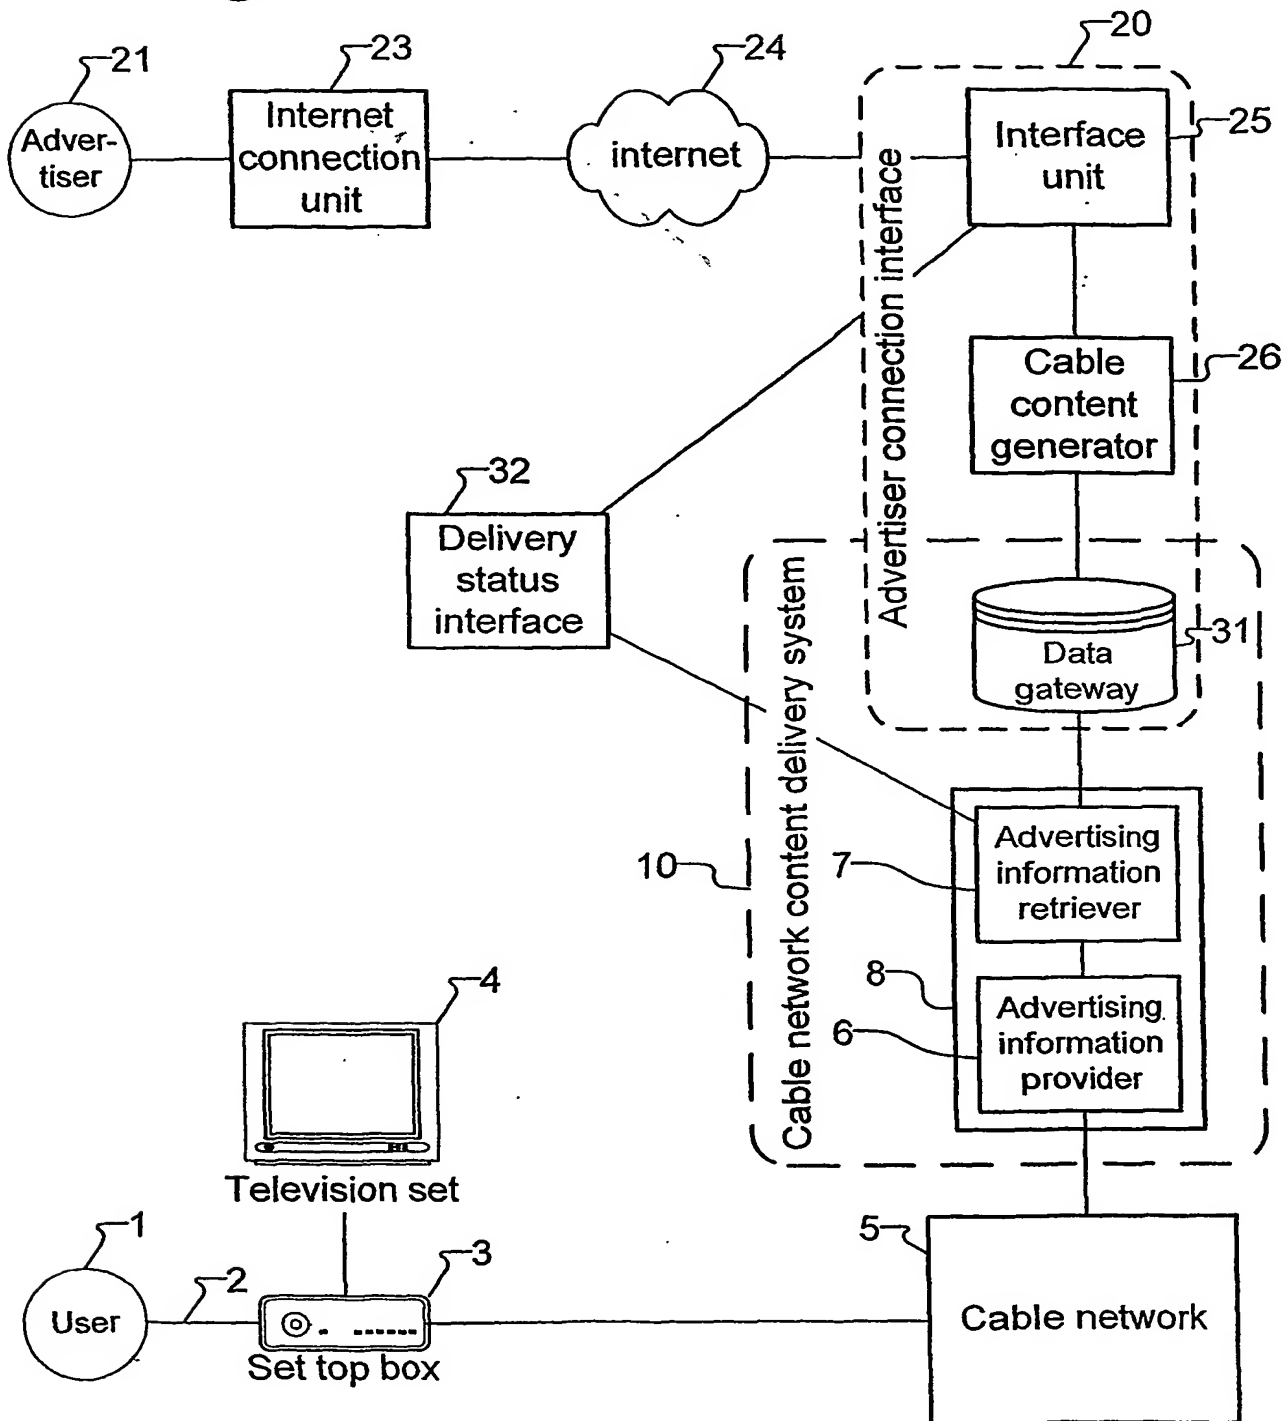 21
23
24
20
Adver-
tiser
Internet
connection
unit
internet
Interface
unit
25
Advertiser connection interface
Cable
content
generator
26
32
Delivery
status
interface
Cable network content delivery system
Data
gateway
31
10
7
Advertising
information
retriever
8
6
Advertising
information
provider
4
Television set
1
2
3
5
User
Set top box
Cable network